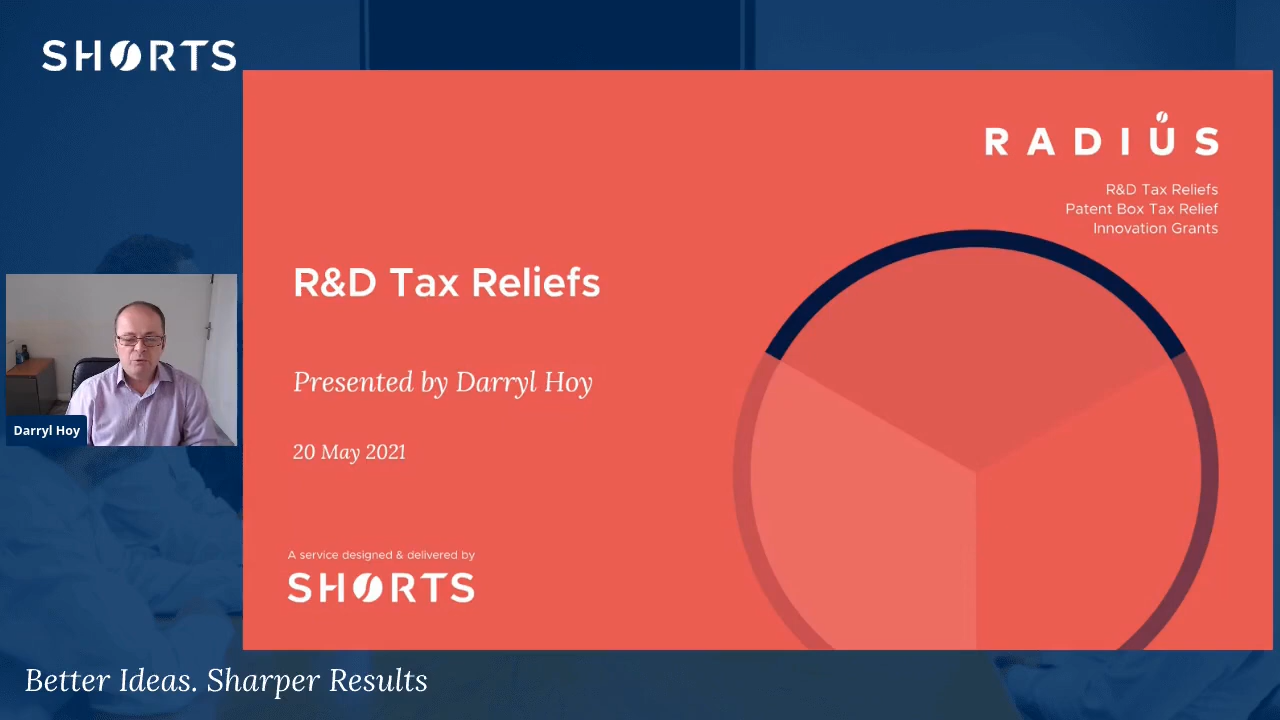 SHORTS
RADIUS
R&D Tax Reliefs
Patent Box Tax Relief
Innovation Grants
R&D Tax Reliefs
Presented by Darryl Hoy
20 May 2021
Darryl Hoy
A service designed & delivered by
SHORTS
Better Ideas. Sharper Results